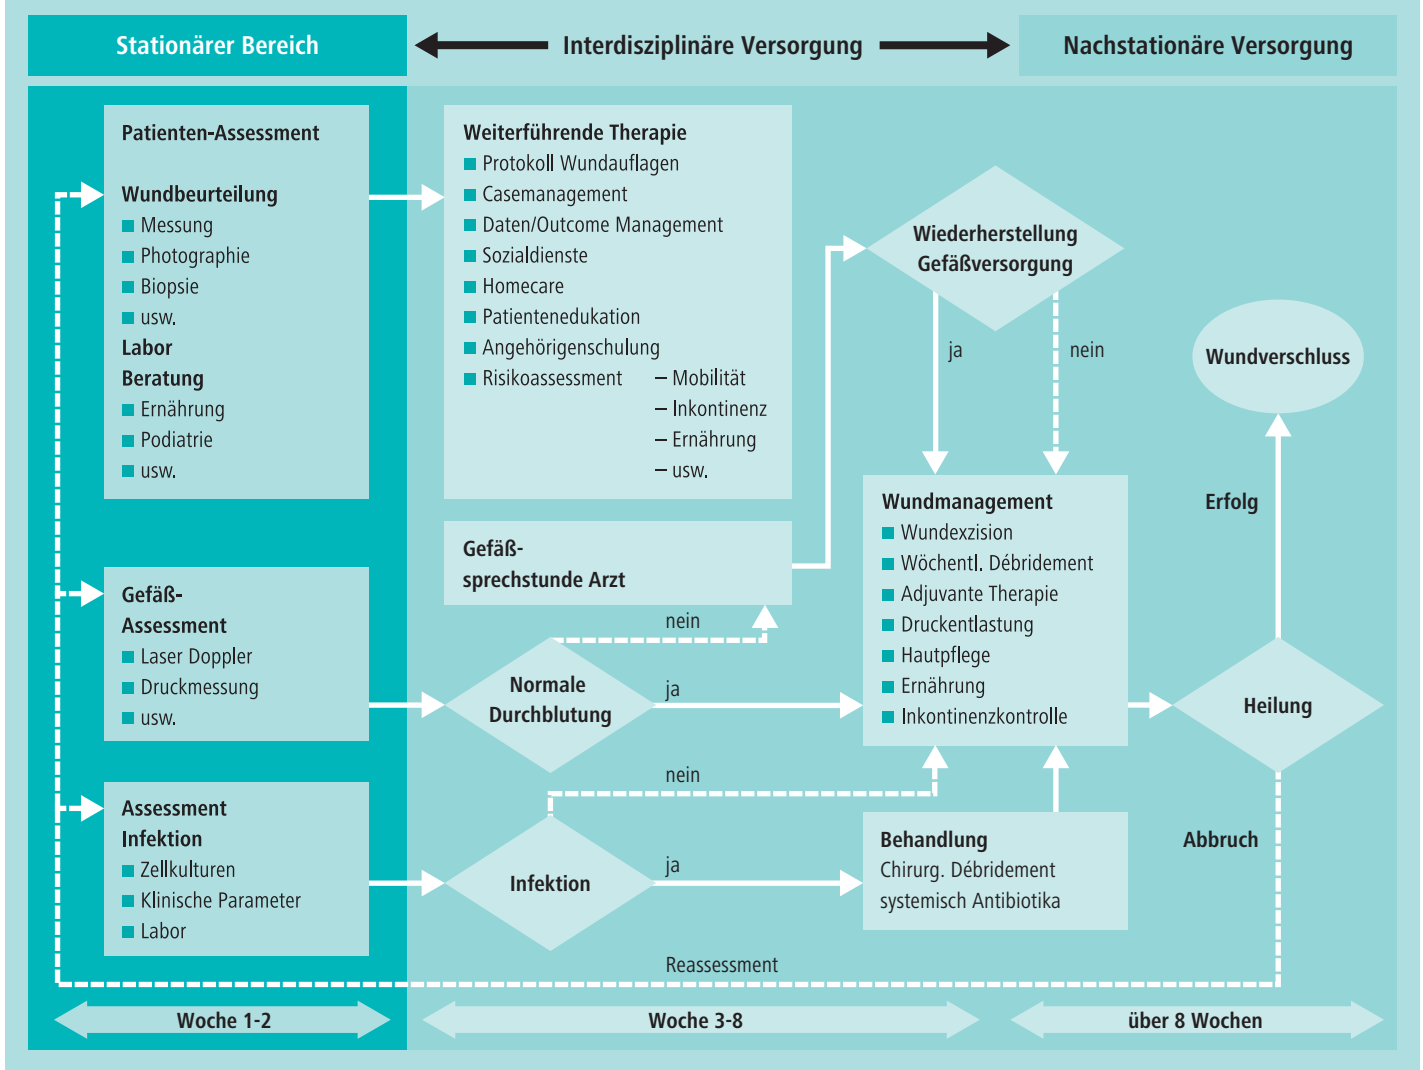 Stationärer Bereich
Interdisziplinäre Versorgung
Nachstationäre Versorgung
Patienten-Assessment
Wundbeurteilung
Messung
Photographie
Biopsie
usw.
Labor
Beratung
Ernährung
Podiatrie
usw.
Weiterführende Therapie
Protokoll Wundauflagen
Casemanagement
Daten/Outcome Management
Sozialdienste
Homecare
Patientenedukation
Angehörigenschulung
Risikoassessment – Mobilität
– Inkontinenz
– Ernährung
– usw.
Wiederherstellung
Gefäßversorgung
ja
nein
Wundverschluss
Gefäß-
sprechstunde Arzt
Wundmanagement
Wundexzision
Wöchentl. Débridement
Adjuvante Therapie
Druckentlastung
Hautpflege
Ernährung
Inkontinenzkontrolle
Erfolg
Gefäß-
Assessment
Laser Doppler
Druckmessung
usw.
nein
Normale
Durchblutung
ja
Heilung
Assessment
Infektion
Zellkulturen
Klinische Parameter
Labor
nein
Infektion
ja
Behandlung
Chirurg. Débridement
systemisch Antibiotika
Abbruch
Reassessment
Woche 1-2
Woche 3-8
über 8 Wochen